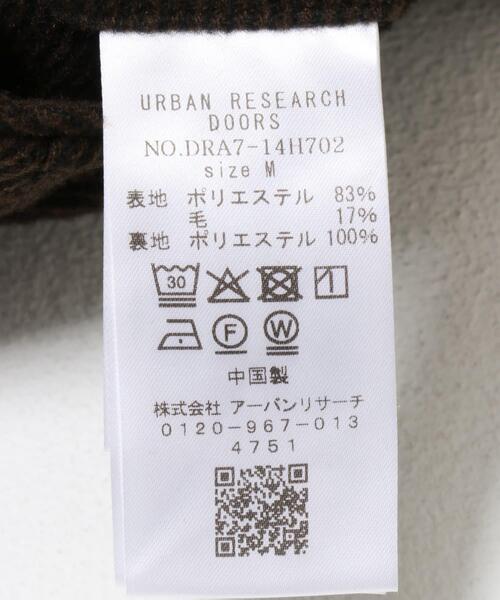 URBAN RESEARCH
DOORS
NO.DRA7-14H702
size M
表地 ポリエステル 83%
毛 17%
裏地 ポリエステル 100%
30
F W
中国製
株式会社 アーバンリサーチ
0120-967-013
4751